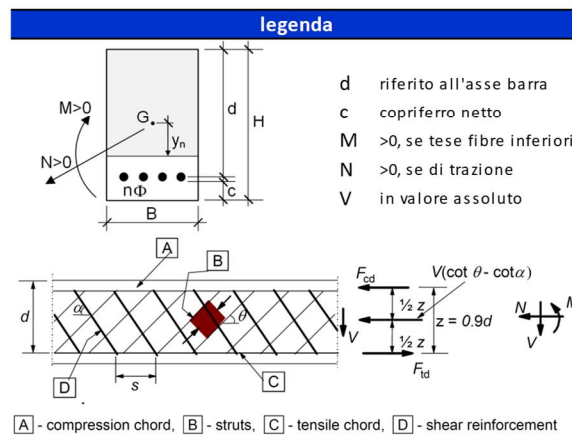 legenda
M>0
G
yn
N>0
d
H
nΦ
c
B
d riferito all'asse barra
c copriferro netto
M >0, se tese fibre inferiori
N >0, se di trazione
V in valore assoluto
A
B
Fcd
V(cot θ - cotα)
d
α
θ
½ z
½ z
z = 0.9d
V
N
M
V
D
s
C
Ftd
A - compression chord, B - struts, C - tensile chord, D - shear reinforcement